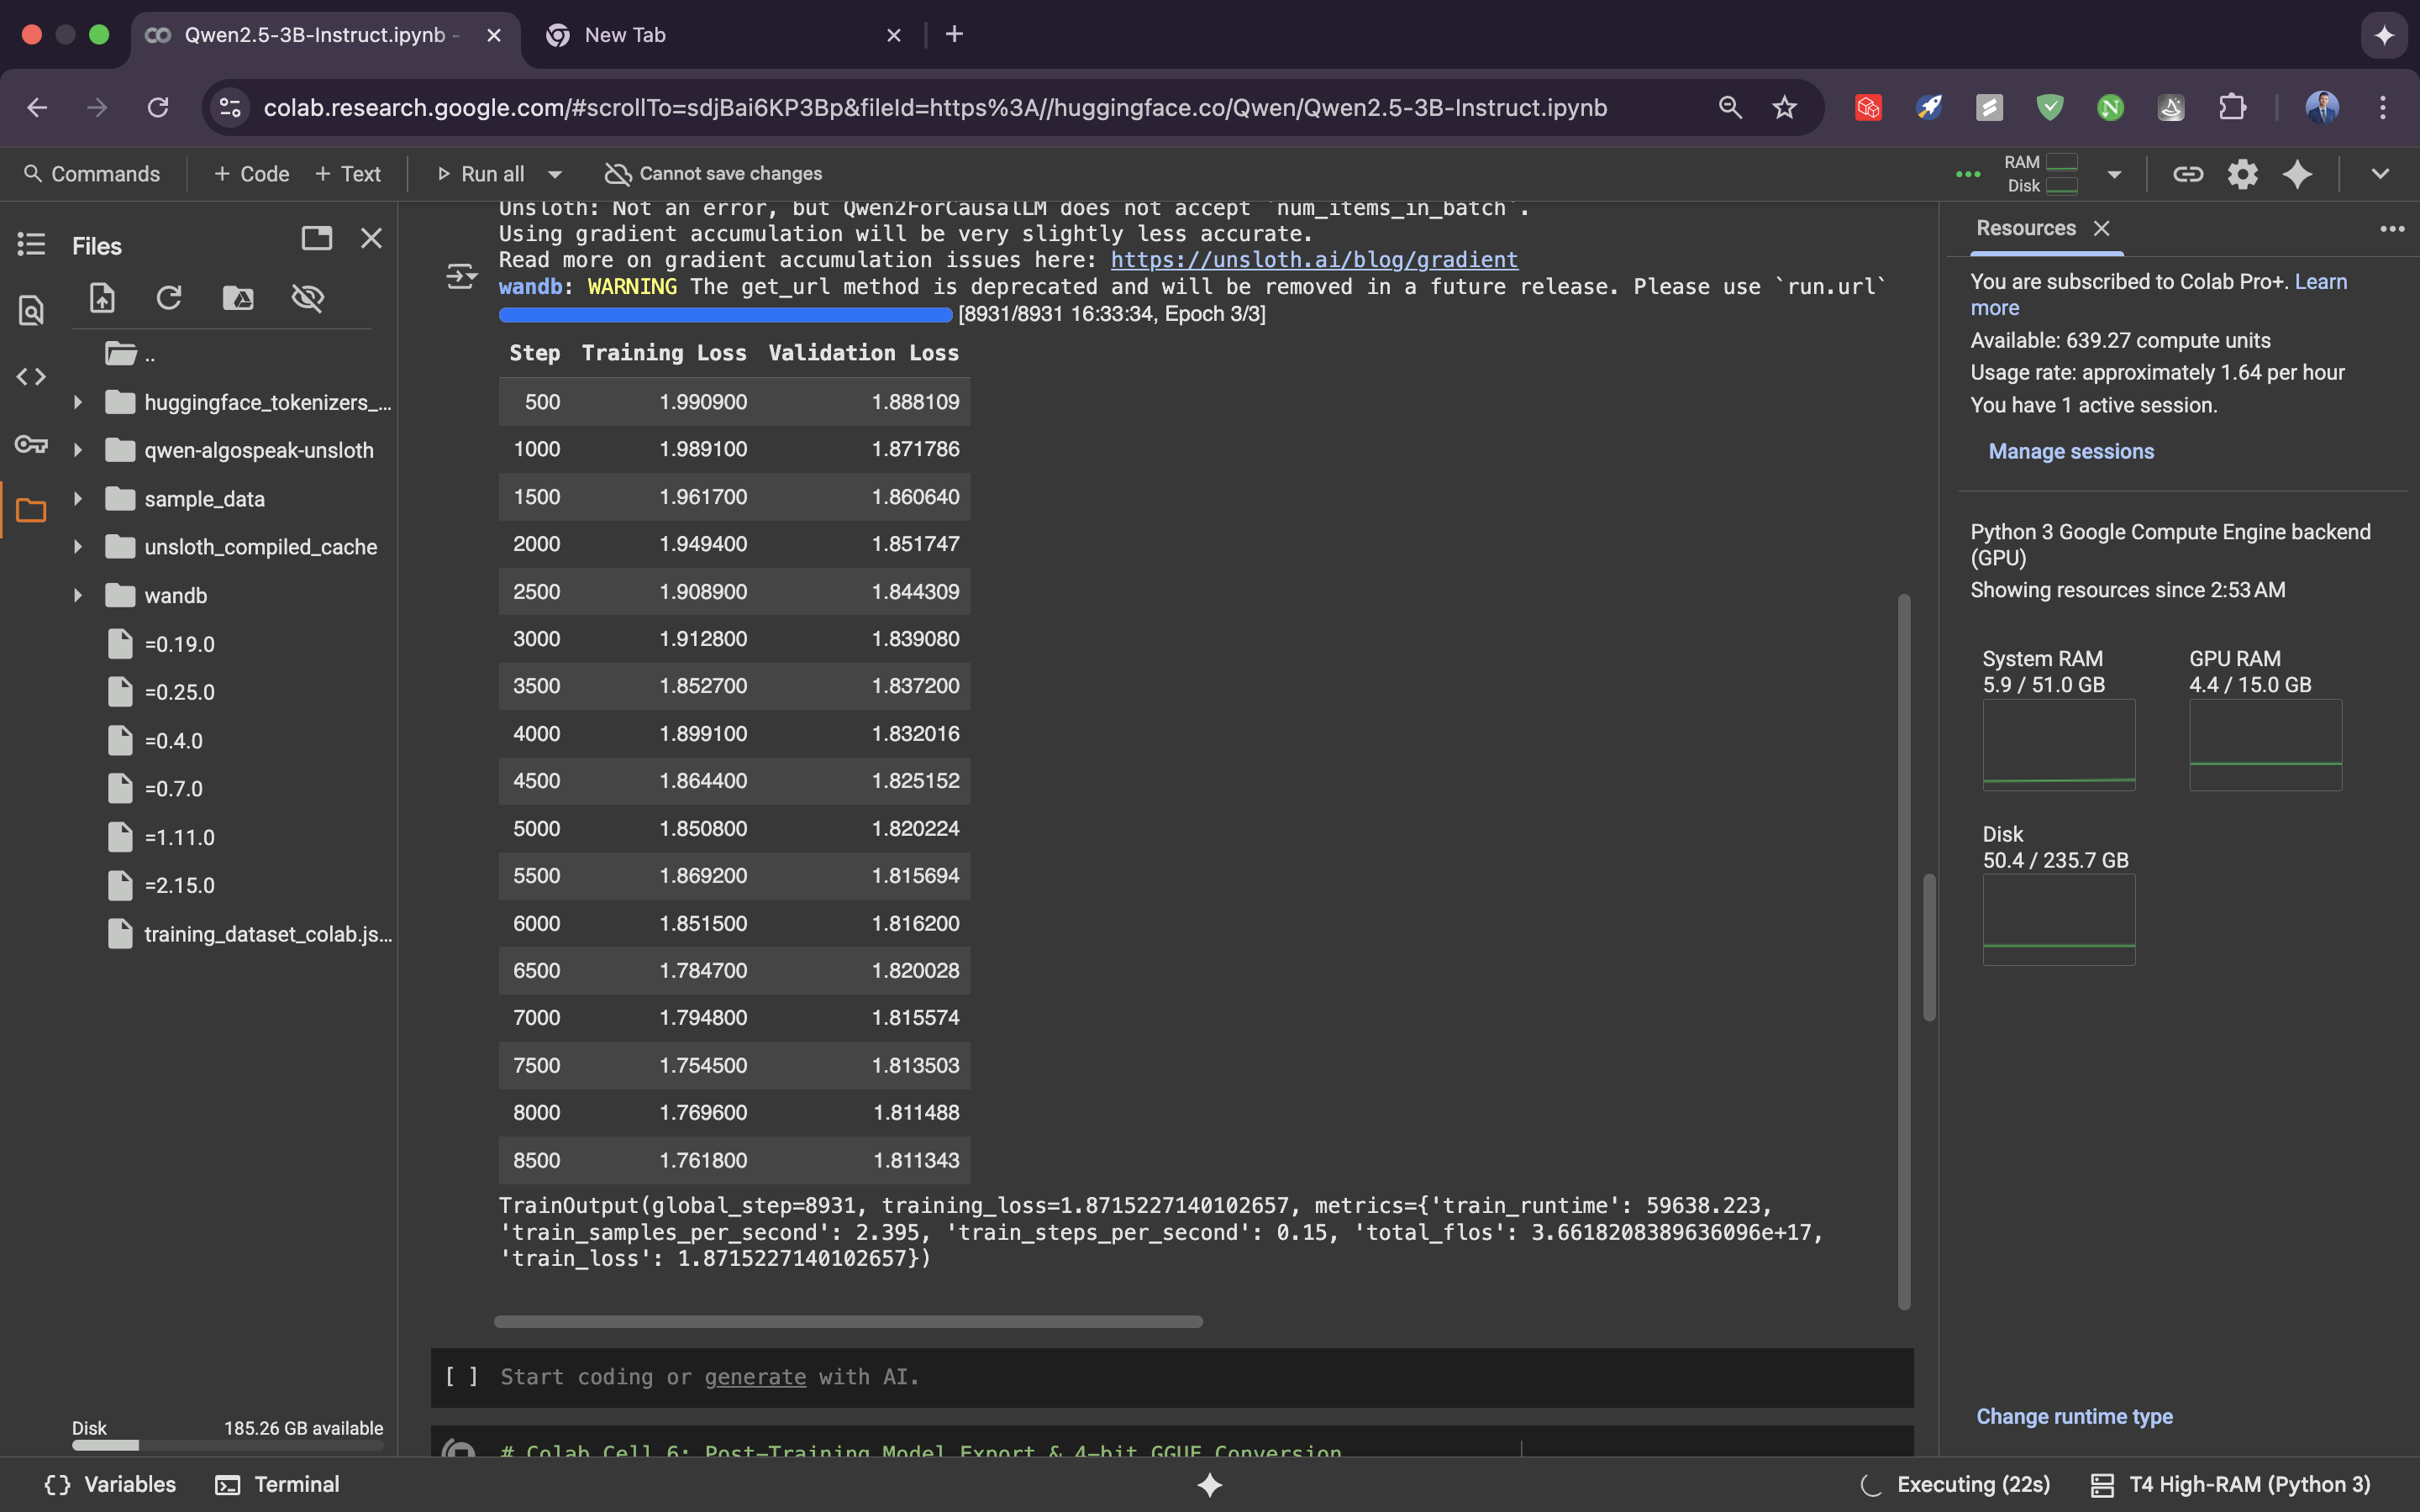 Qwen2.5-3B-Instruct.ipynb -
New Tab
colab.research.google.com/#scrollTo=sdjBai6KP3Bp&fileId=https%3A//huggingface.co/Qwen/Qwen2.5-3B-Instruct.ipynb
Commands
+ Code
+ Text
Run all
Cannot save changes
RAM
Disk
Files
..
huggingface_tokenizers_...
qwen-algospeak-unsloth
sample_data
unsloth_compiled_cache
wandb
=0.19.0
=0.25.0
=0.4.0
=0.7.0
=1.11.0
=2.15.0
training_dataset_colab.js...
Disk 185.26 GB available
Unsloth: Not an error, but Qwen2ForCausalLM does not accept `num_items_in_batch`.
Using gradient accumulation will be very slightly less accurate.
Read more on gradient accumulation issues here: https://unsloth.ai/blog/gradient
wandb: WARNING The get_url method is deprecated and will be removed in a future release. Please use `run.url`
[8931/8931 16:33:34, Epoch 3/3]
Step Training Loss Validation Loss
500 1.990900 1.888109
1000 1.989100 1.871786
1500 1.961700 1.860640
2000 1.949400 1.851747
2500 1.908900 1.844309
3000 1.912800 1.839080
3500 1.852700 1.837200
4000 1.899100 1.832016
4500 1.864400 1.825152
5000 1.850800 1.820224
5500 1.869200 1.815694
6000 1.851500 1.816200
6500 1.784700 1.820028
7000 1.794800 1.815574
7500 1.754500 1.813503
8000 1.769600 1.811488
8500 1.761800 1.811343
TrainOutput(global_step=8931, training_loss=1.8715227140102657, metrics={'train_runtime': 59638.223,
'train_samples_per_second': 2.395, 'train_steps_per_second': 0.15, 'total_flos': 3.6618208389636096e+17,
'train_loss': 1.8715227140102657})
[ ] Start coding or generate with AI.
# Colab Cell 6: Post-Training Model Export & 4-bit GGUF Conversion
Resources
You are subscribed to Colab Pro+. Learn
more
Available: 639.27 compute units
Usage rate: approximately 1.64 per hour
You have 1 active session.
Manage sessions
Python 3 Google Compute Engine backend
(GPU)
Showing resources since 2:53 AM
System RAM
5.9 / 51.0 GB
GPU RAM
4.4 / 15.0 GB
Disk
50.4 / 235.7 GB
Change runtime type
{} Variables
Terminal
Executing (22s)
T4 High-RAM (Python 3)